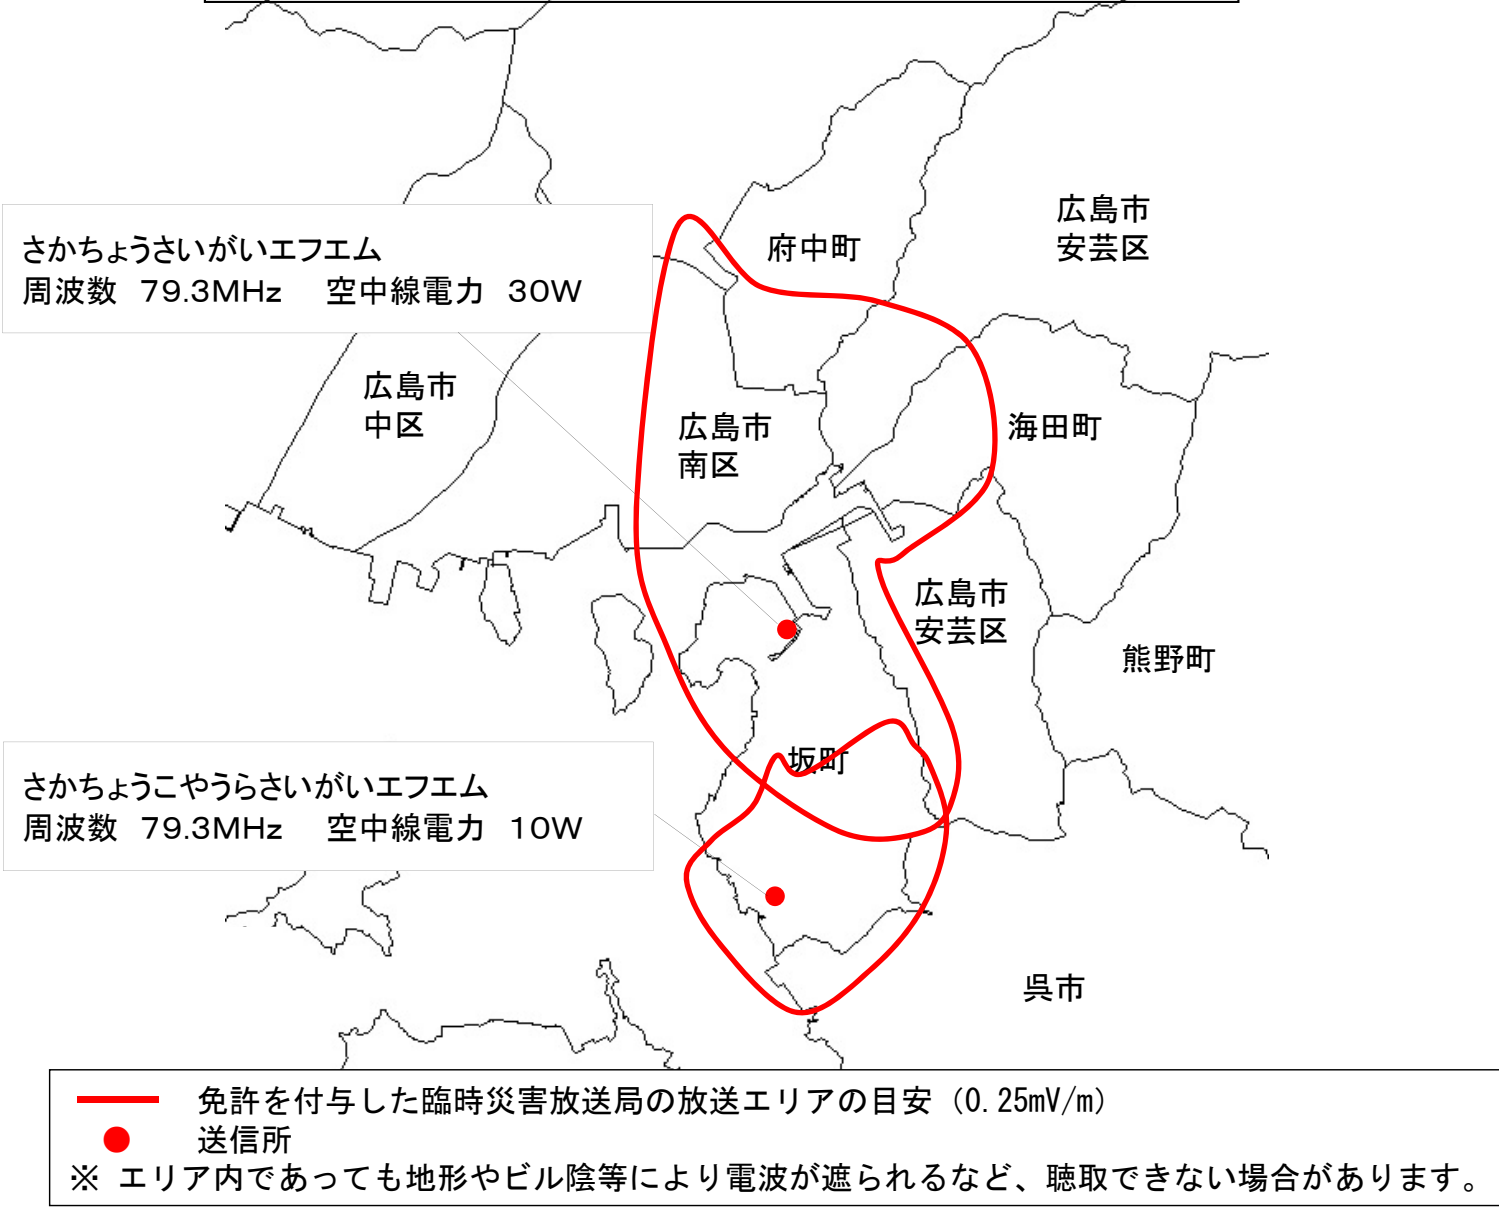 広島市
安芸区
府中町
さかちょうさいがいエフエム
周波数 79.3MHz 空中線電力 30W
広島市
中区
広島市
南区
海田町
広島市
安芸区
熊野町
坂町
さかちょうこやうらさいがいエフエム
周波数 79.3MHz 空中線電力 10W
呉市
免許を付与した臨時災害放送局の放送エリアの目安（0.25mV/m）
送信所
※ エリア内であっても地形やビル陰等により電波が遮られるなど、聴取できない場合があります。